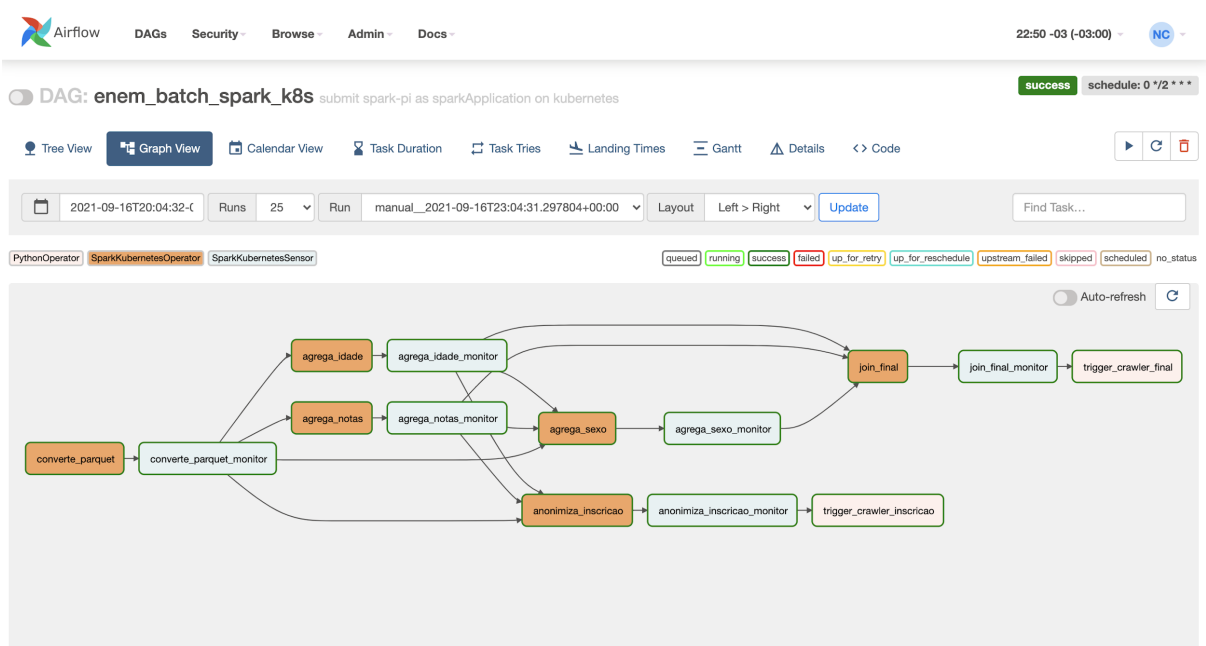 Airflow DAGs Security Browse Admin Docs 22:50 -03 (-03:00) NC
success schedule: 0 */2 * * *
DAG: enem_batch_spark_k8s submit spark-pi as sparkApplication on kubernetes
Tree View Graph View Calendar View Task Duration Task Tries Landing Times Gantt Details <> Code
2021-09-16T20:04:32-0 Runs 25 Run manual__2021-09-16T23:04:31.297804+00:00 Layout Left > Right Update Find Task...
PythonOperator SparkKubernetesOperator SparkKubernetesSensor queued running success failed up_for_retry up_for_reschedule upstream_failed skipped scheduled no_status
Auto-refresh
agrega_idade agrega_idade_monitor
join_final join_final_monitor trigger_crawler_final
agrega_notas agrega_notas_monitor
agrega_sexo agrega_sexo_monitor
converte_parquet converte_parquet_monitor
anonimiza_inscricao anonimiza_inscricao_monitor trigger_crawler_inscricao